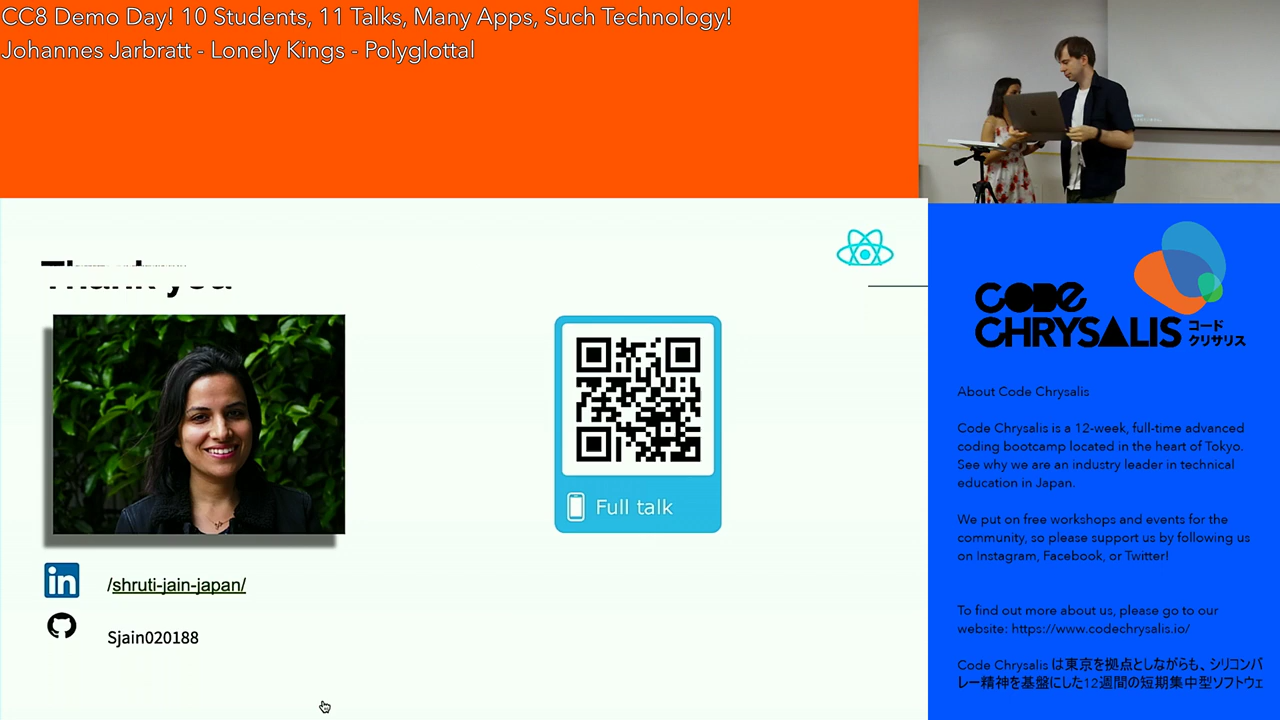 CC8 Demo Day! 10 Students, 11 Talks, Many Apps, Such Technology!
Johannes Jarbratt - Lonely Kings - Polyglottal
Thank you
Full talk
in
/shruti-jain-japan/
Sjain020188
CODE
CHRYSALIS
コード
クリサリス
About Code Chrysalis
Code Chrysalis is a 12-week, full-time advanced
coding bootcamp located in the heart of Tokyo.
See why we are an industry leader in technical
education in Japan.
We put on free workshops and events for the
community, so please support us by following us
on Instagram, Facebook, or Twitter!
To find out more about us, please go to our
website: https://www.codechrysalis.io/
Code Chrysalis は東京を拠点としながらも、シリコンバ
レー精神を基盤にした12週間の短期集中型ソフトウェ